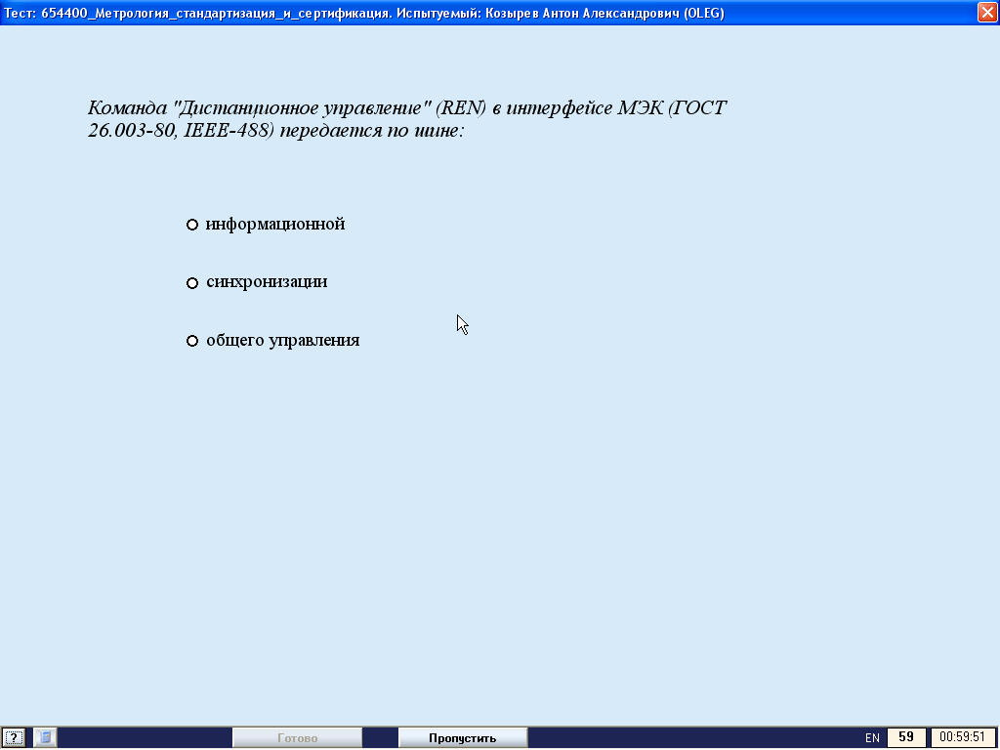 Тест: 654400_Метрология_стандартизация_и_сертификация. Испытуемый: Козырев Антон Александрович (OLEG)
Команда "Дистанционное управление" (REN) в интерфейсе МЭК (ГОСТ
26.003-80, IEEE-488) передается по шине:
информационной
синхронизации
общего управления
? Готово Пропустить EN 59 00:59:51